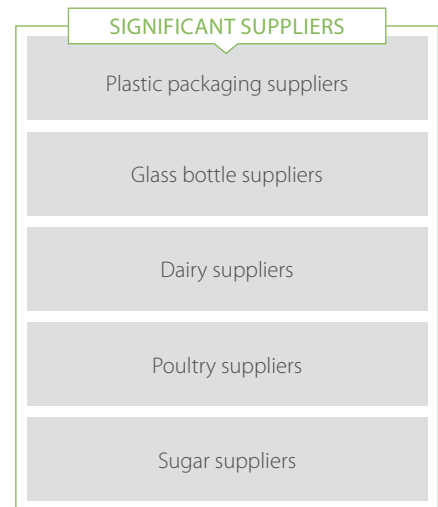 SIGNIFICANT SUPPLIERS
Plastic packaging suppliers
Glass bottle suppliers
Dairy suppliers
Poultry suppliers
Sugar suppliers